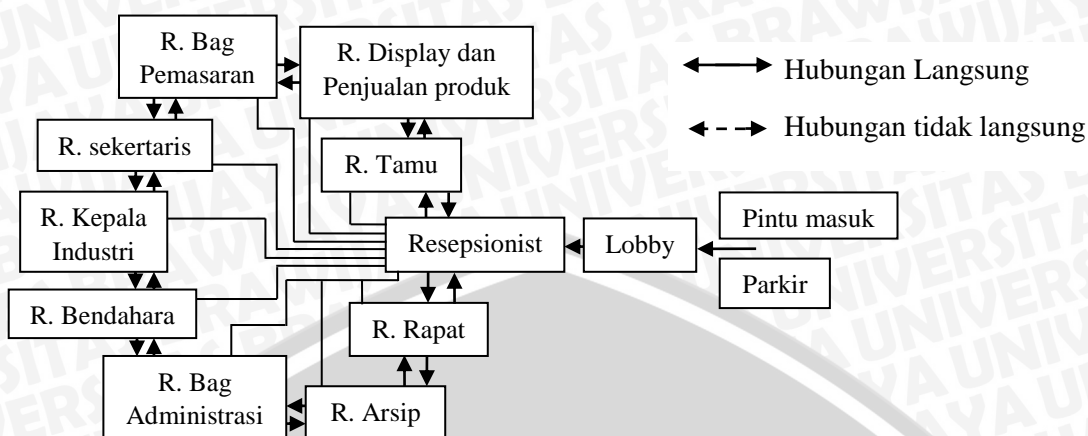 R. Bag
Pemasaran
R. Display dan
Penjualan produk
Hubungan Langsung
Hubungan tidak langsung
R. sekertaris
R. Tamu
R. Kepala
Industri
Resepsionist
Lobby
Pintu masuk
Parkir
R. Bendahara
R. Rapat
R. Bag
Administrasi
R. Arsip